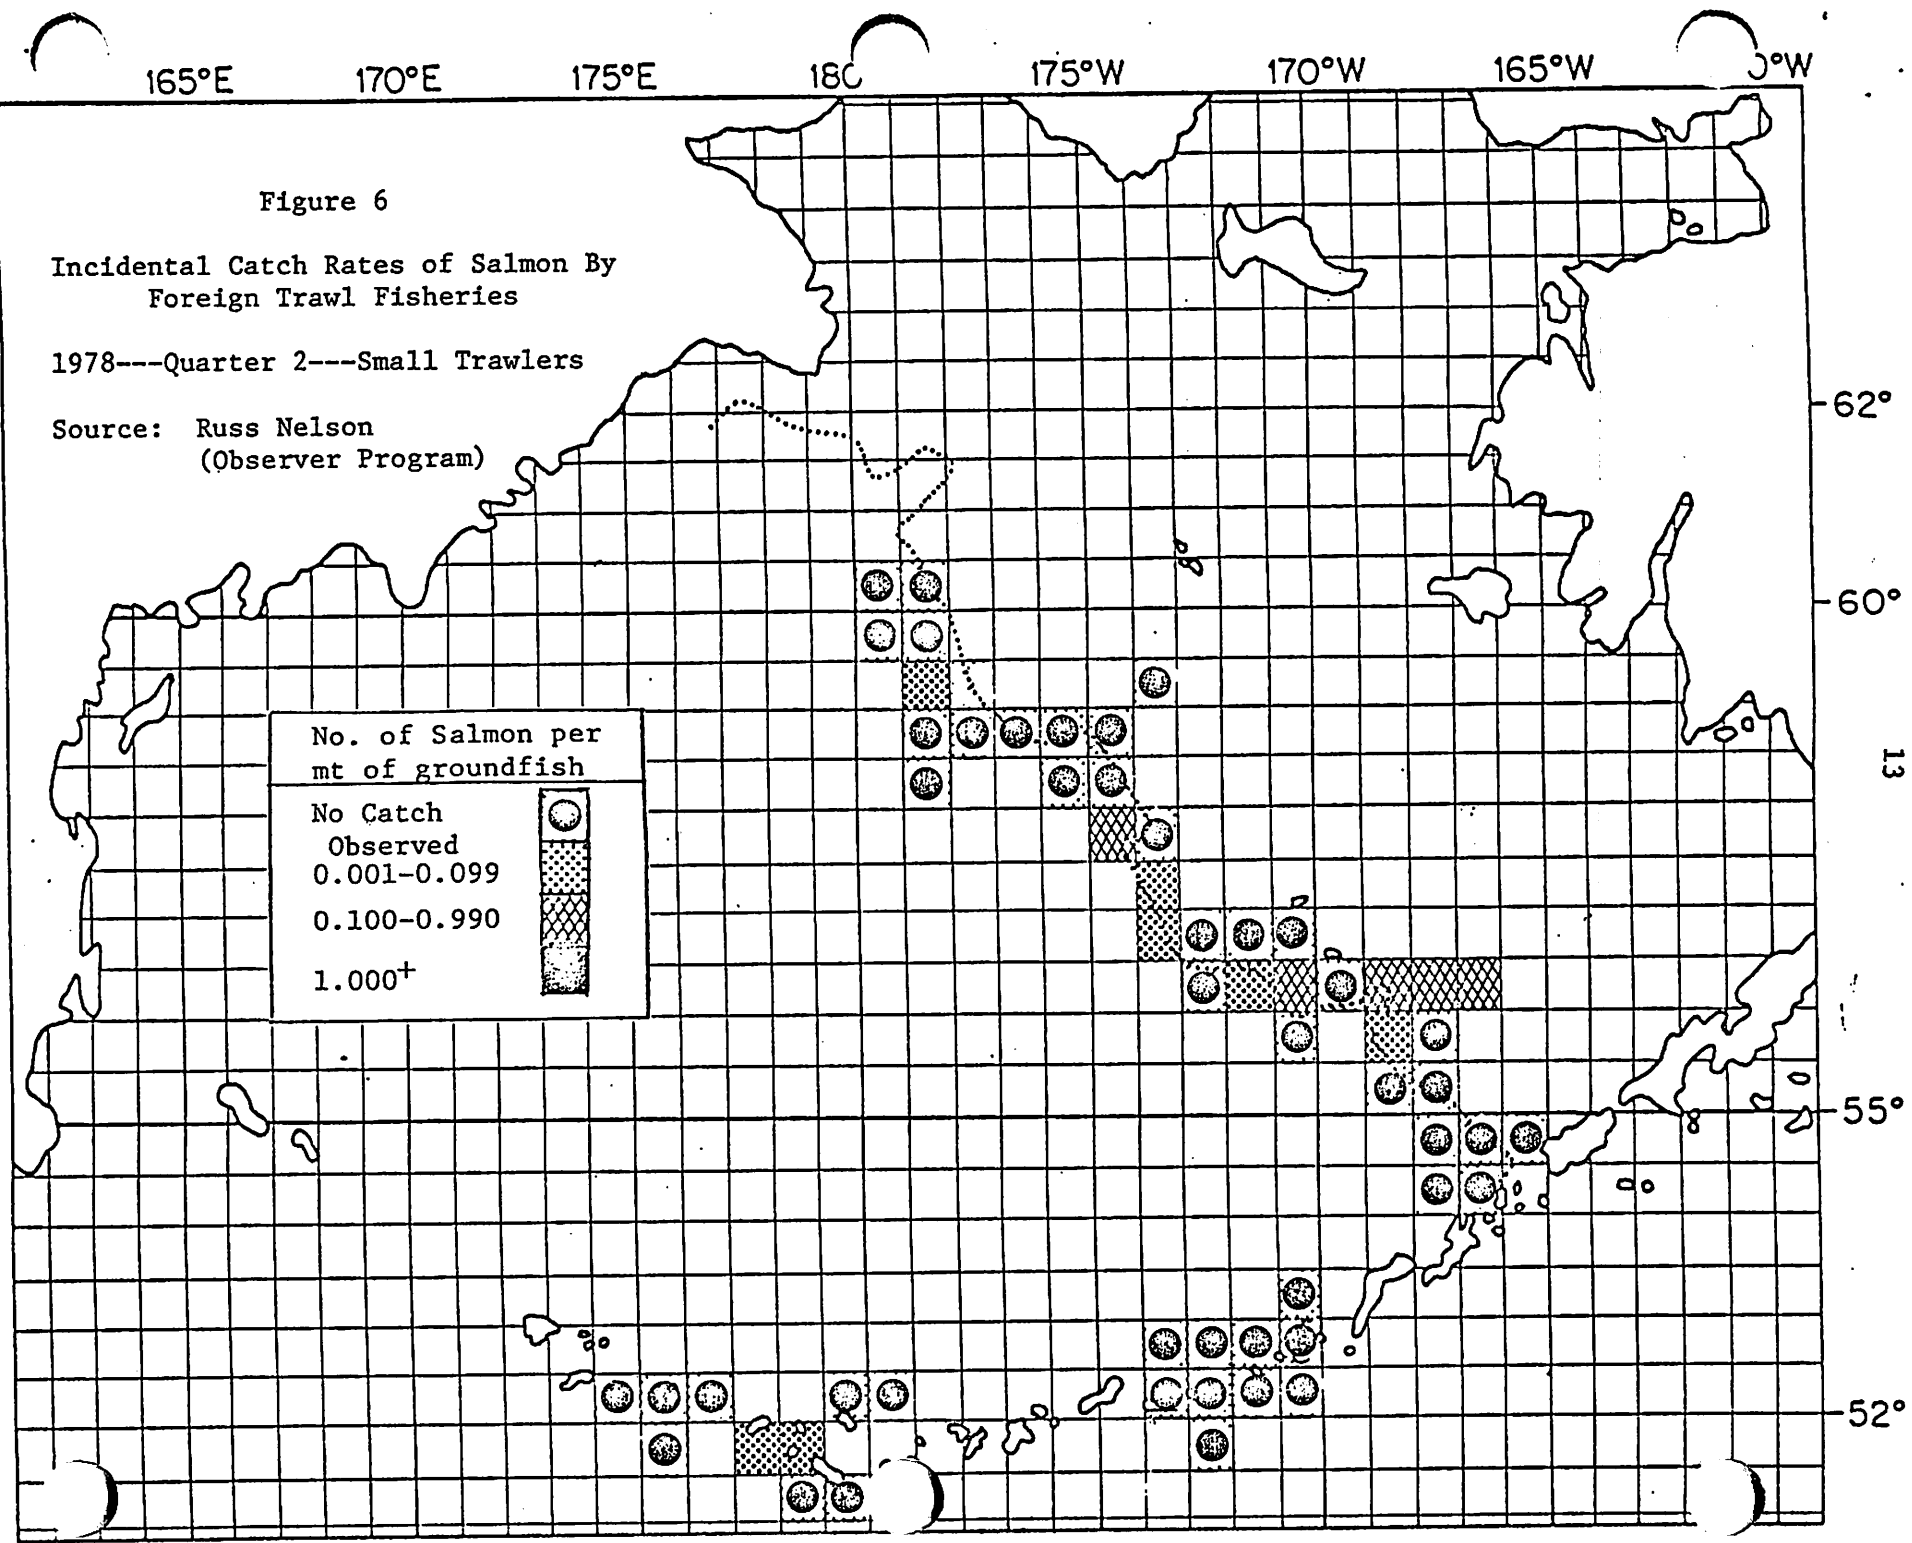 165°E 170°E 175°E 180 175°W 170°W 165°W 0°W
Figure 6
Incidental Catch Rates of Salmon By
Foreign Trawl Fisheries
1978---Quarter 2---Small Trawlers
Source: Russ Nelson
(Observer Program)
62°
60°
No. of Salmon per
mt of groundfish
No Catch
Observed
0.001-0.099
0.100-0.990
1.000+
13
55°
52°